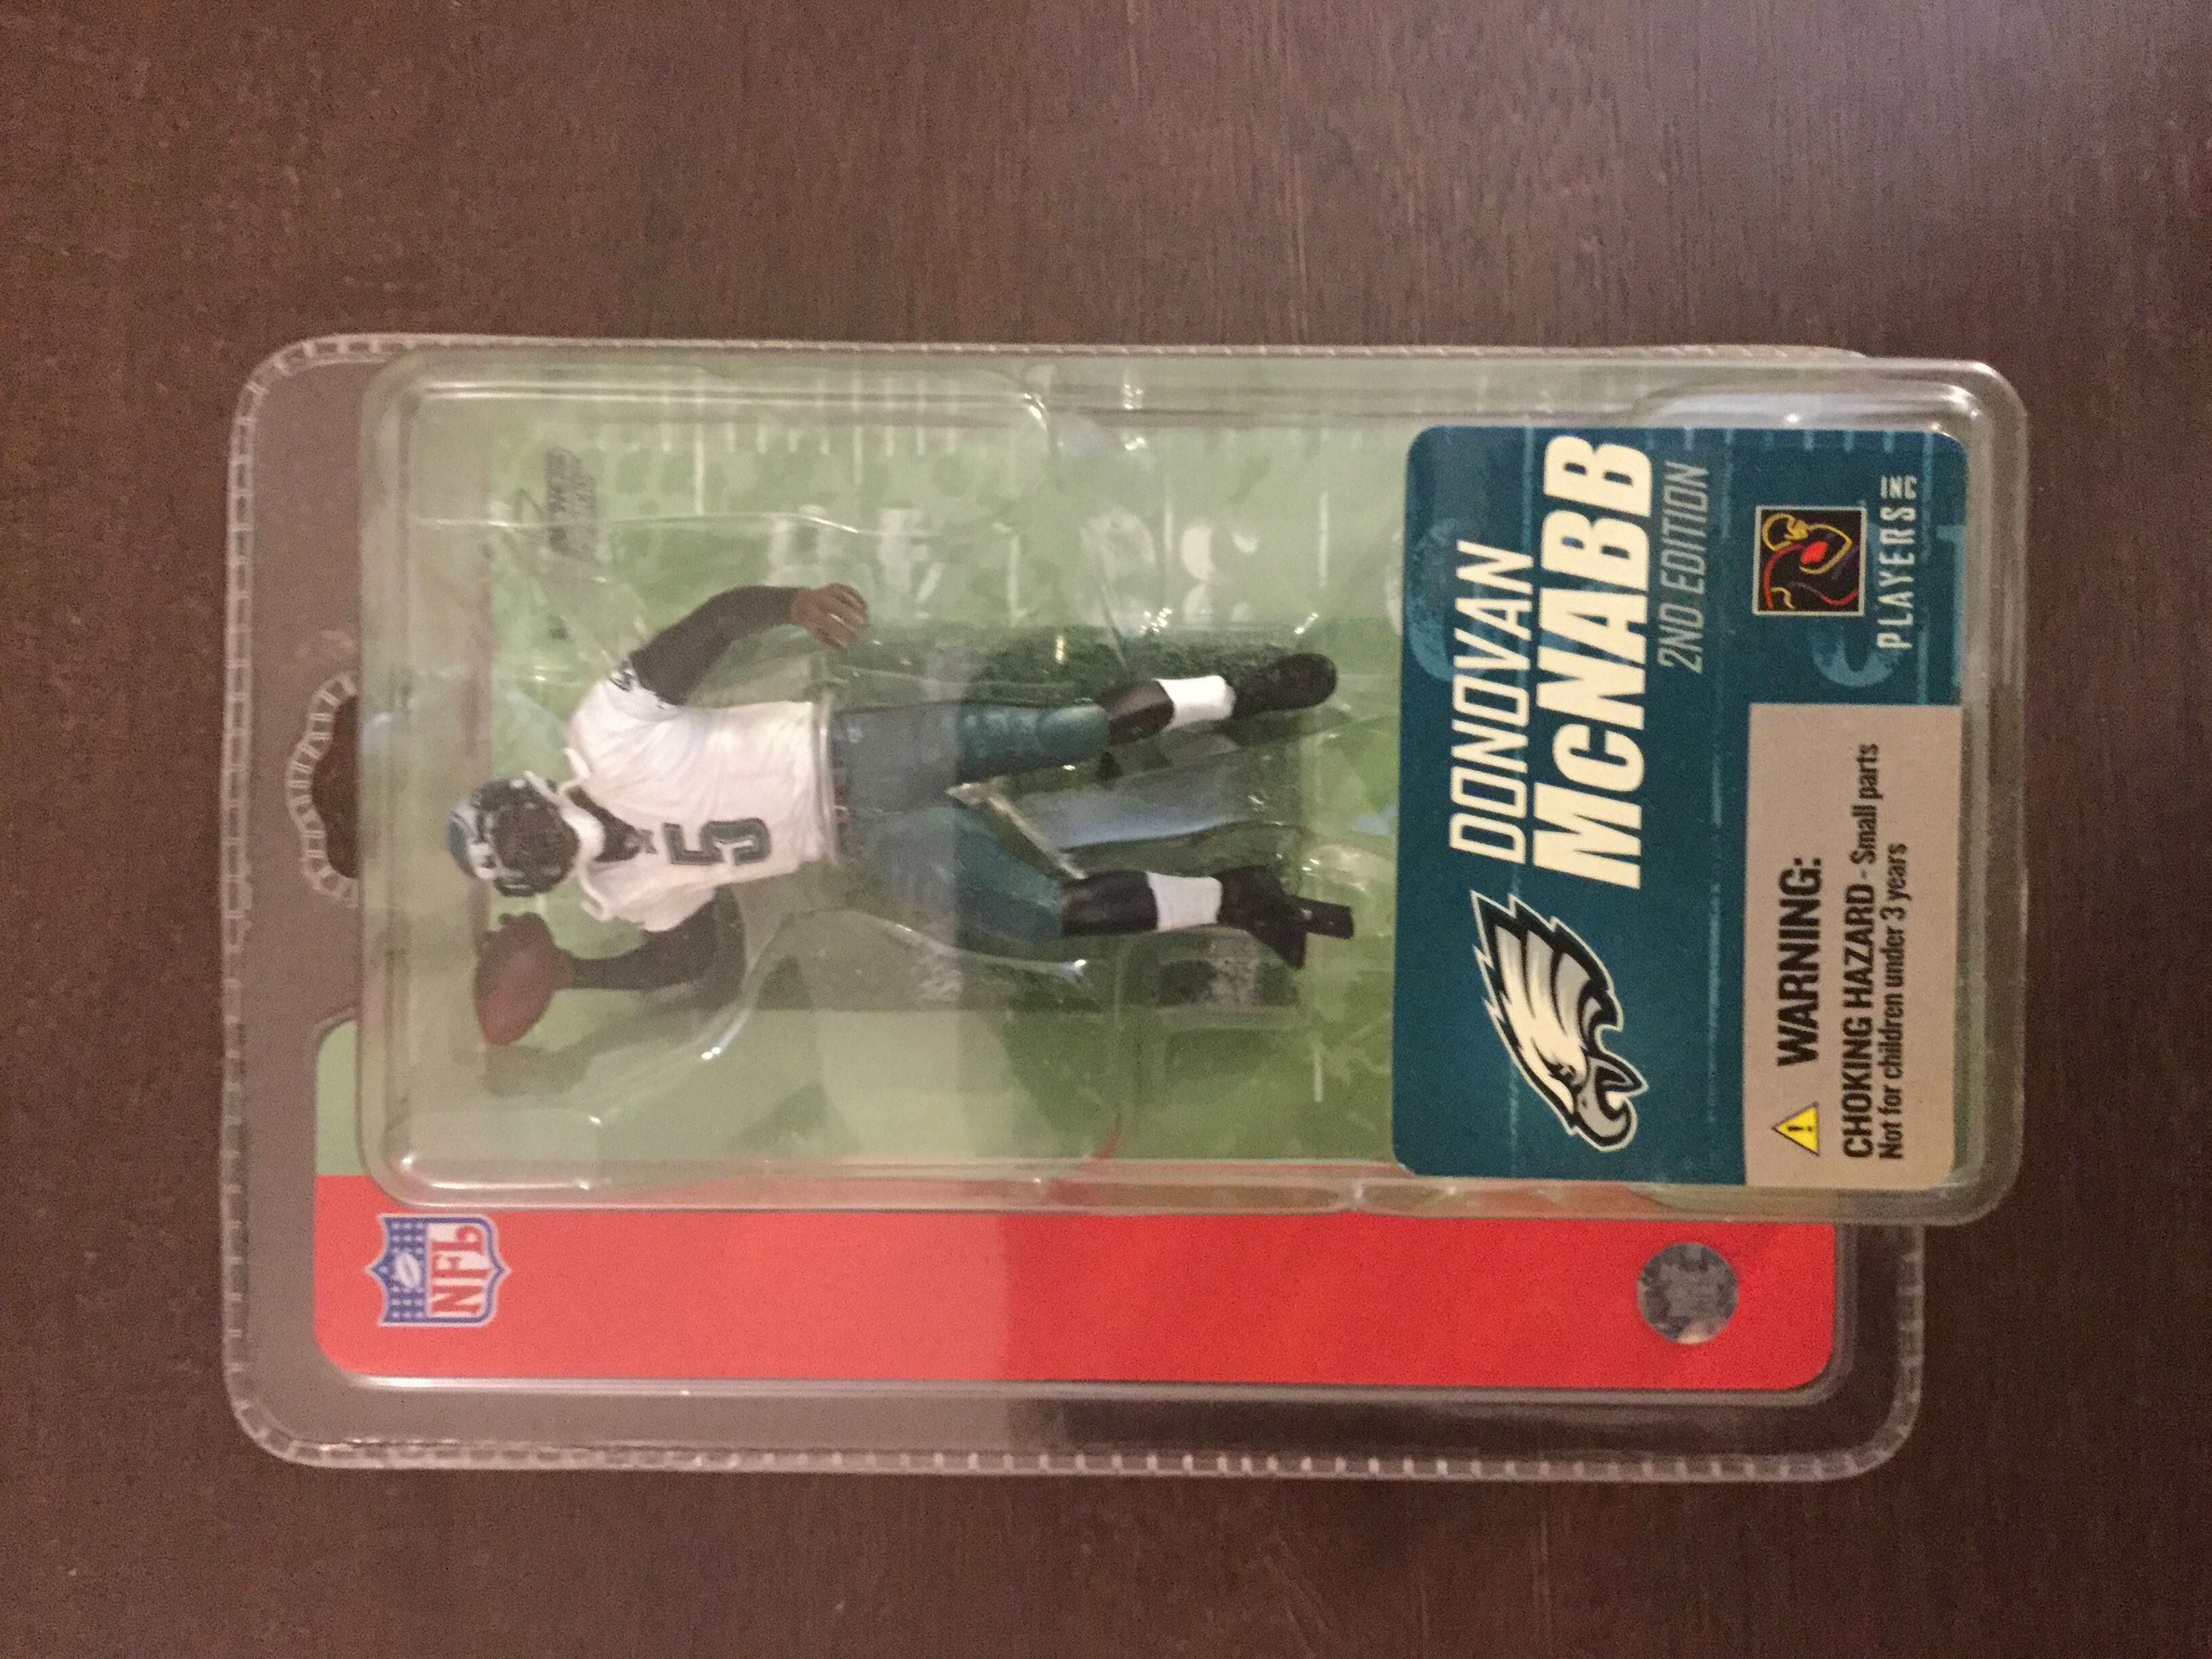 DONOVAN
McNABB
2ND EDITION
PLAYERS INC
WARNING:
CHOKING HAZARD - Small parts
Not for children under 3 years
NFL
5